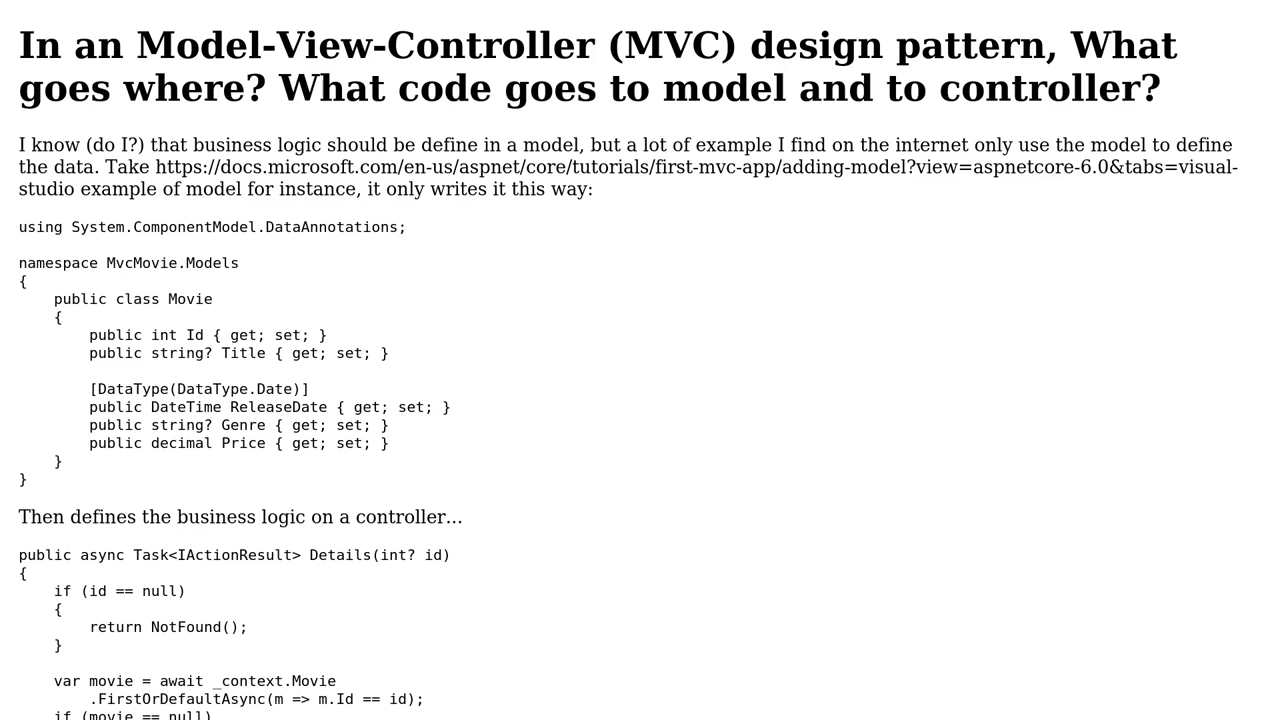 In an Model-View-Controller (MVC) design pattern, What
goes where? What code goes to model and to controller?
I know (do I?) that business logic should be define in a model, but a lot of example I find on the internet only use the model to define
the data. Take https://docs.microsoft.com/en-us/aspnet/core/tutorials/first-mvc-app/adding-model?view=aspnetcore-6.0&tabs=visual-
studio example of model for instance, it only writes it this way:
using System.ComponentModel.DataAnnotations;
namespace MvcMovie.Models
{
    public class Movie
    {
        public int Id { get; set; }
        public string? Title { get; set; }
        [DataType(DataType.Date)]
        public DateTime ReleaseDate { get; set; }
        public string? Genre { get; set; }
        public decimal Price { get; set; }
    }
}
Then defines the business logic on a controller...
public async Task<IActionResult> Details(int? id)
{
    if (id == null)
    {
        return NotFound();
    }
    var movie = await _context.Movie
        .FirstOrDefaultAsync(m => m.Id == id);
    if (movie == null)